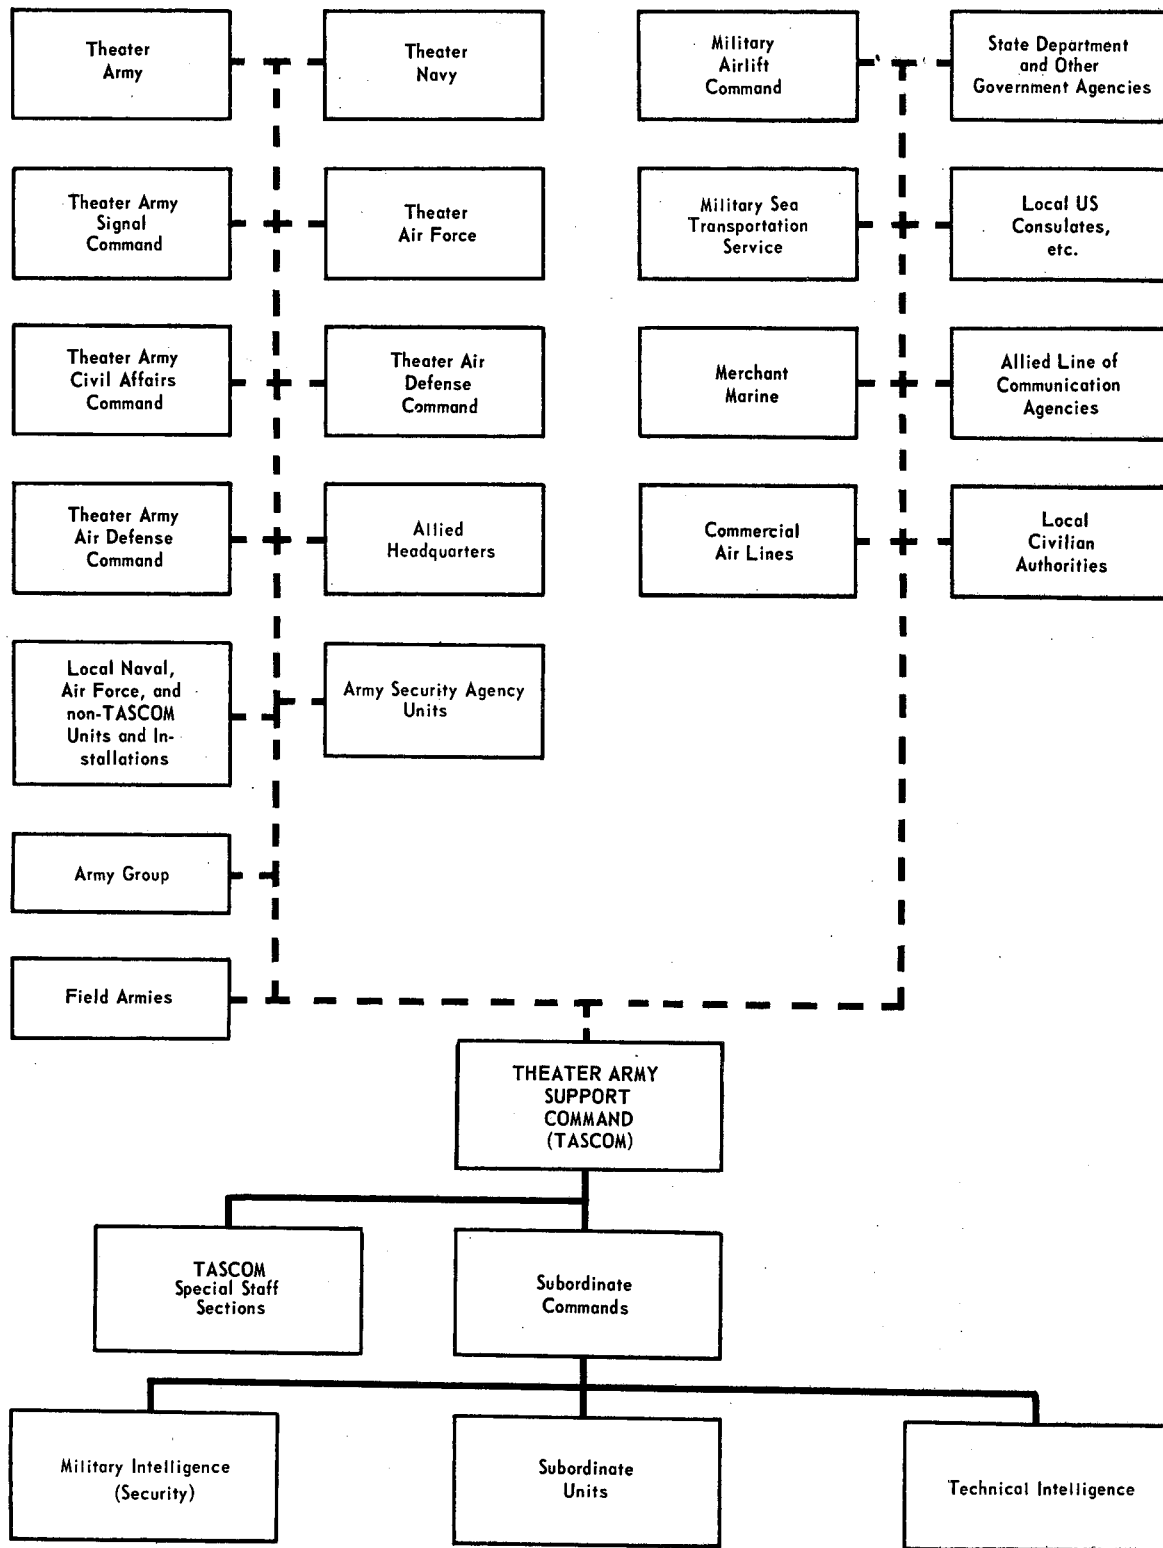 Theater
Army
Theater
Navy
Military
Airlift
Command
State Department
and Other
Government Agencies
Theater Army
Signal
Command
Theater
Air Force
Military Sea
Transportation
Service
Local US
Consulates,
etc.
Theater Army
Civil Affairs
Command
Theater Air
Defense
Command
Merchant
Marine
Allied Line of
Communication
Agencies
Theater Army
Air Defense
Command
Allied
Headquarters
Commercial
Air Lines
Local
Civilian
Authorities
Local Naval,
Air Force, and
non-TASCOM
Units and In-
stallations
Army Security Agency
Units
Army Group
Field Armies
THEATER ARMY
SUPPORT
COMMAND
(TASCOM)
TASCOM
Special Staff
Sections
Subordinate
Commands
Military Intelligence
(Security)
Subordinate
Units
Technical Intelligence